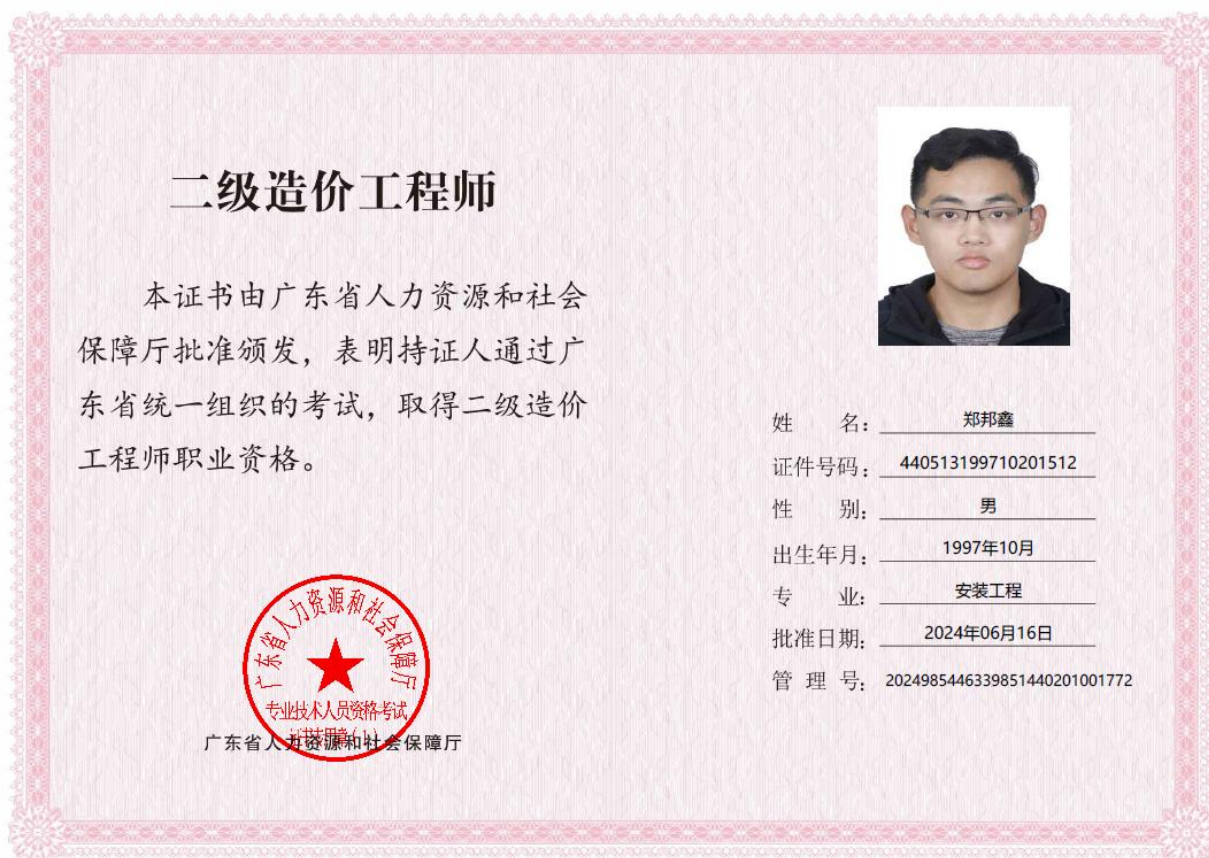 二级造价工程师
本证书由广东省人力资源和社会
保障厅批准颁发，表明持证人通过广
东省统一组织的考试，取得二级造价
工程师职业资格。
姓 名：郑邦鑫
证件号码：440513199710201512
性 别：男
出生年月：1997年10月
专 业：安装工程
批准日期：2024年06月16日
管 理 号：2024985446339851440201001772
广东省人力资源和社会保障厅
专业技术人员资格考试
广东省人力资源和社会保障厅